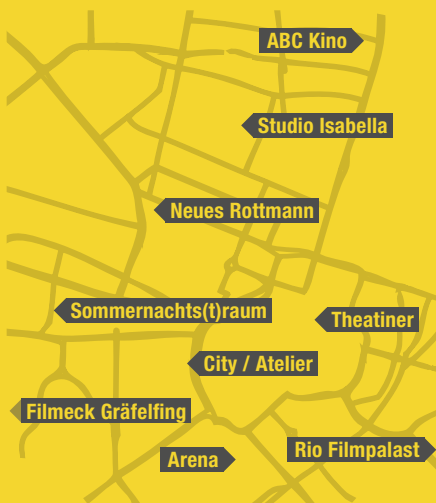 ABC Kino
Studio Isabella
Neues Rottmann
Sommernachts(t)raum
Theatiner
City / Atelier
Filmeck Gräfelfing
Rio Filmpalast
Arena